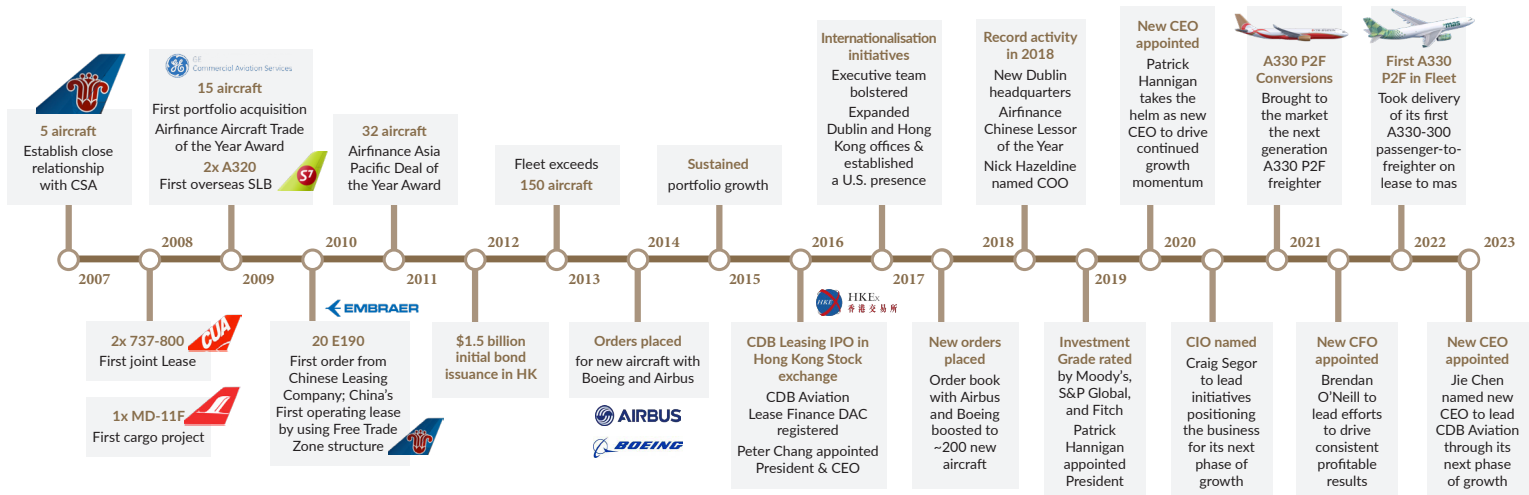 5 aircraft
Establish close
relationship
with CSA
2007
2x 737-800
CUA
First joint Lease
1x MD-11F
First cargo project
2008
GE
Commercial Aviation Services
15 aircraft
First portfolio acquisition
Airfinance Aircraft Trade
of the Year Award
2x A320
First overseas SLB
S7
2009
EMBRAER
20 E190
First order from
Chinese Leasing
Company; China’s
First operating lease
by using Free Trade
Zone structure
2010
32 aircraft
Airfinance Asia
Pacific Deal of
the Year Award
2011
$1.5 billion
initial bond
issuance in HK
2012
Fleet exceeds
150 aircraft
2013
Orders placed
for new aircraft with
Boeing and Airbus
AIRBUS
BOEING
2014
Sustained
portfolio growth
2015
HKEx
HKEx
香港交易所
CDB Leasing IPO in
Hong Kong Stock
exchange
CDB Aviation
Lease Finance DAC
registered
Peter Chang appointed
President & CEO
2016
Internationalisation
initiatives
Executive team
bolstered
Expanded
Dublin and Hong
Kong offices &
established
a U.S. presence
2017
New orders
placed
Order book
with Airbus
and Boeing
boosted to
~200 new
aircraft
2018
Record activity
in 2018
New Dublin
headquarters
Airfinance
Chinese Lessor
of the Year
Nick Hazeldine
named COO
2019
Investment
Grade rated
by Moody’s,
S&P Global,
and Fitch
Patrick
Hannigan
appointed
President
2020
New CEO
appointed
Patrick
Hannigan
takes the
helm as new
CEO to drive
continued
growth
momentum
CIO named
Craig Segor
to lead
initiatives
positioning
the business
for its next
phase of
growth
2021
A330 P2F
Conversions
Brought to
the market
the next
generation
A330 P2F
freighter
New CFO
appointed
Brendan
O’Neill to
lead efforts
to drive
consistent
profitable
results
2022
mas
First A330
P2F in Fleet
Took delivery
of its first
A330-300
passenger-to-
freighter on
lease to mas
2023
New CEO
appointed
Jie Chen
named new
CEO to lead
CDB Aviation
through its
next phase
of growth